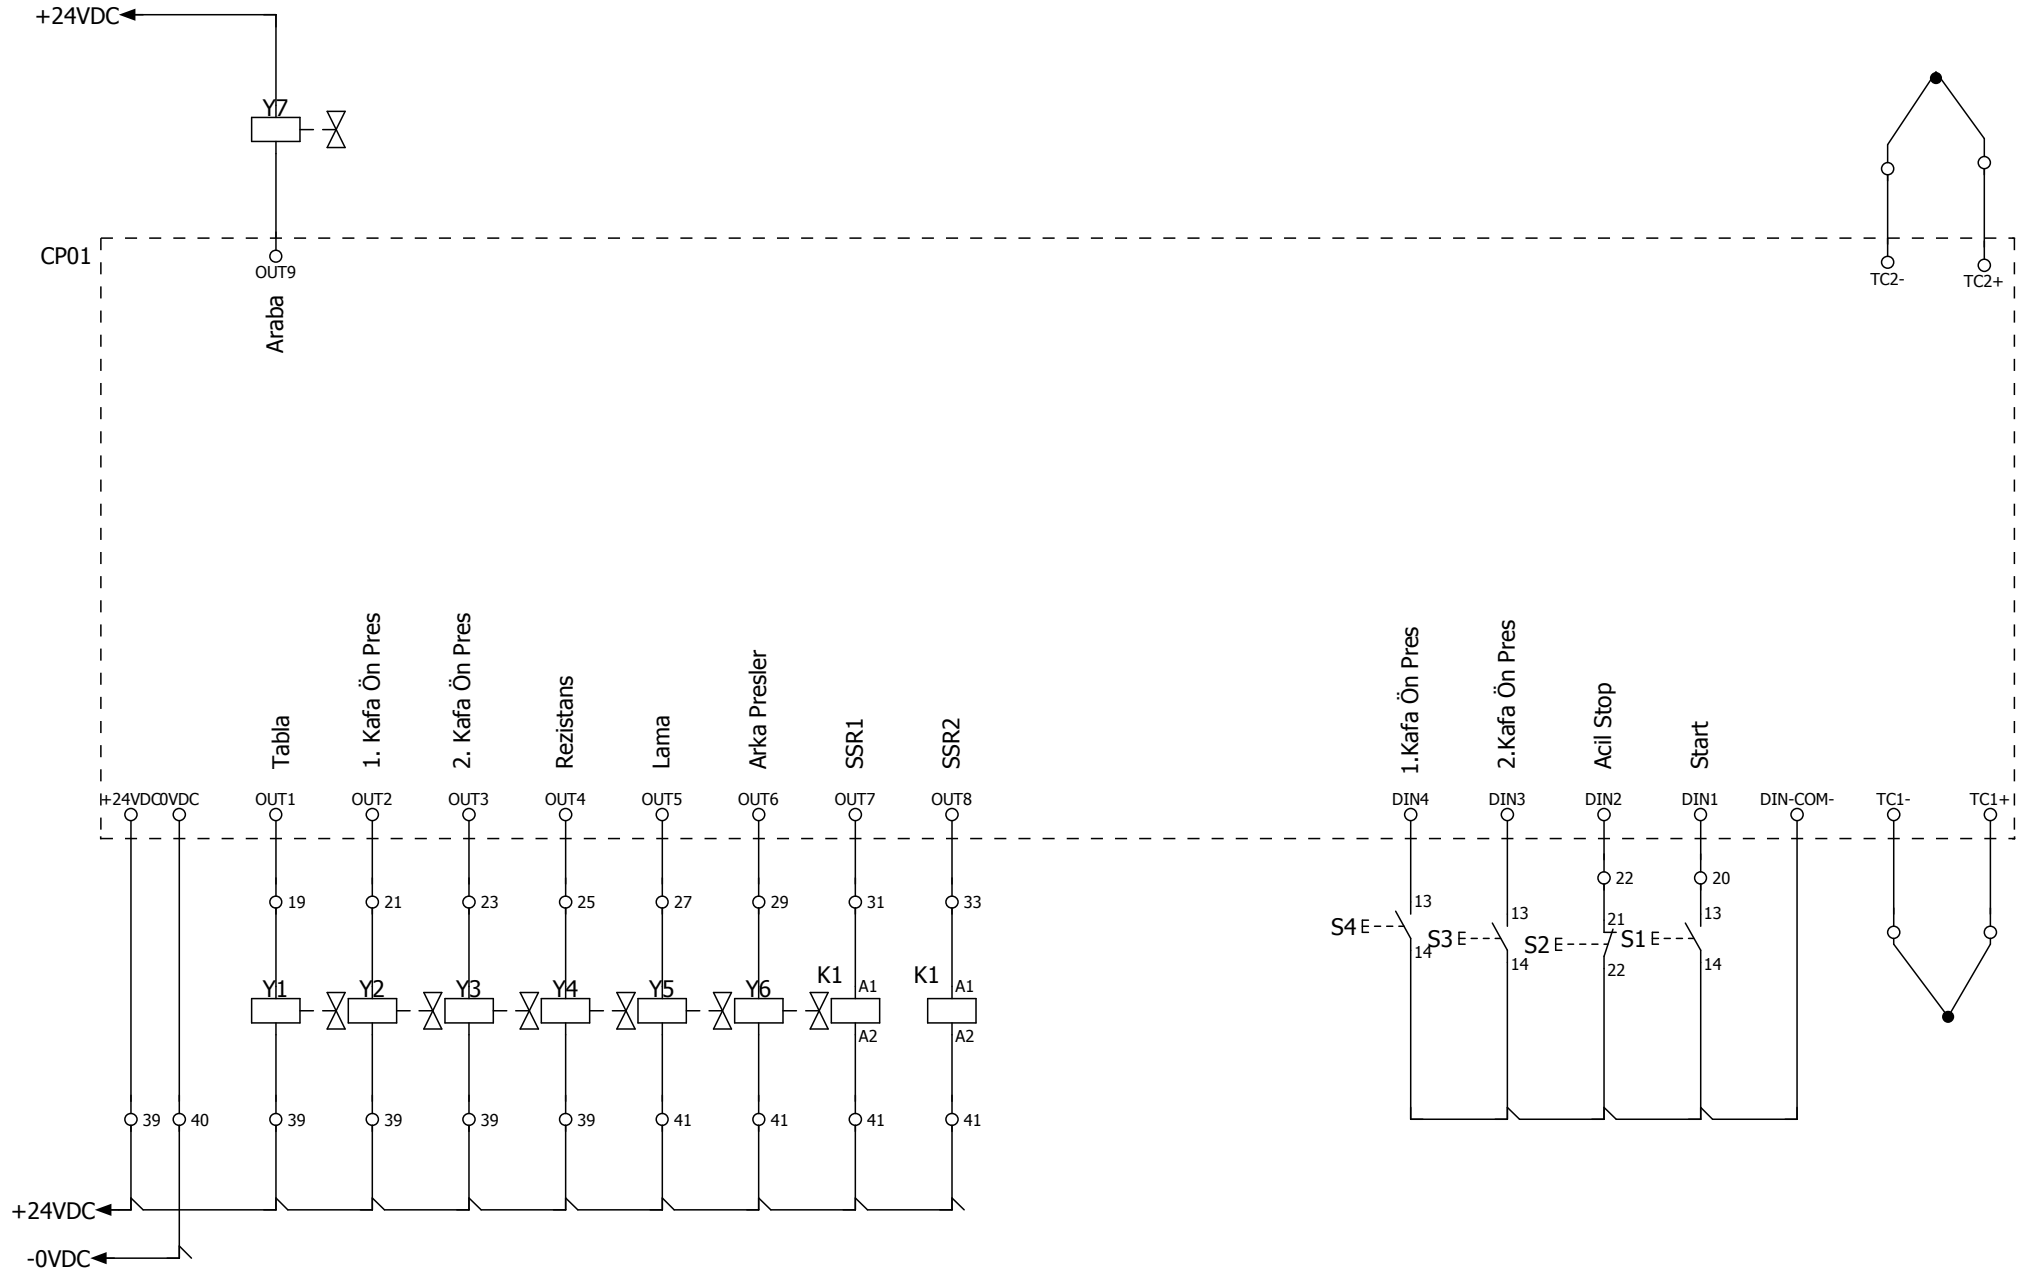 +24VDC
Y7
CP01
OUT9
TC2-
TC2+
Araba
Tabla
1. Kafa Ön Pres
2. Kafa Ön Pres
Rezistans
Lama
Arka Presler
SSR1
SSR2
1.Kafa Ön Pres
2.Kafa Ön Pres
Acil Stop
Start
+24VDC
0VDC
OUT1
OUT2
OUT3
OUT4
OUT5
OUT6
OUT7
OUT8
DIN4
DIN3
DIN2
DIN1
DIN-COM-
TC1-
TC1+
22
20
19
21
23
25
27
29
31
33
13
13
21
13
S4
S3
S2
S1
14
14
22
14
Y1
Y2
Y3
Y4
Y5
Y6
K1
A1
K1
A1
A2
A2
39
40
39
39
39
39
41
41
41
41
+24VDC
-0VDC